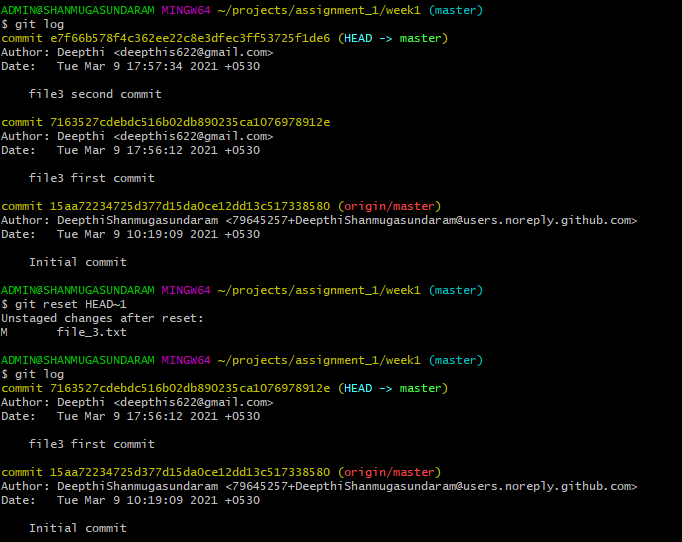 ADMIN@SHANMUGASUNDARAM MINGW64 ~/projects/assignment_1/week1 (master)
$ git log
commit e7f66b578f4c362ee22c8e3dfec3ff53725f1de6 (HEAD -> master)
Author: Deepthi <deepthis622@gmail.com>
Date:   Tue Mar 9 17:57:34 2021 +0530
    file3 second commit
commit 7163527cdebdc516b02db890235ca1076978912e
Author: Deepthi <deepthis622@gmail.com>
Date:   Tue Mar 9 17:56:12 2021 +0530
    file3 first commit
commit 15aa72234725d377d15da0ce12dd13c517338580 (origin/master)
Author: DeepthiShanmugasundaram <79645257+DeepthiShanmugasundaram@users.noreply.github.com>
Date:   Tue Mar 9 10:19:09 2021 +0530
    Initial commit
ADMIN@SHANMUGASUNDARAM MINGW64 ~/projects/assignment_1/week1 (master)
$ git reset HEAD~1
Unstaged changes after reset:
M       file_3.txt
ADMIN@SHANMUGASUNDARAM MINGW64 ~/projects/assignment_1/week1 (master)
$ git log
commit 7163527cdebdc516b02db890235ca1076978912e (HEAD -> master)
Author: Deepthi <deepthis622@gmail.com>
Date:   Tue Mar 9 17:56:12 2021 +0530
    file3 first commit
commit 15aa72234725d377d15da0ce12dd13c517338580 (origin/master)
Author: DeepthiShanmugasundaram <79645257+DeepthiShanmugasundaram@users.noreply.github.com>
Date:   Tue Mar 9 10:19:09 2021 +0530
    Initial commit